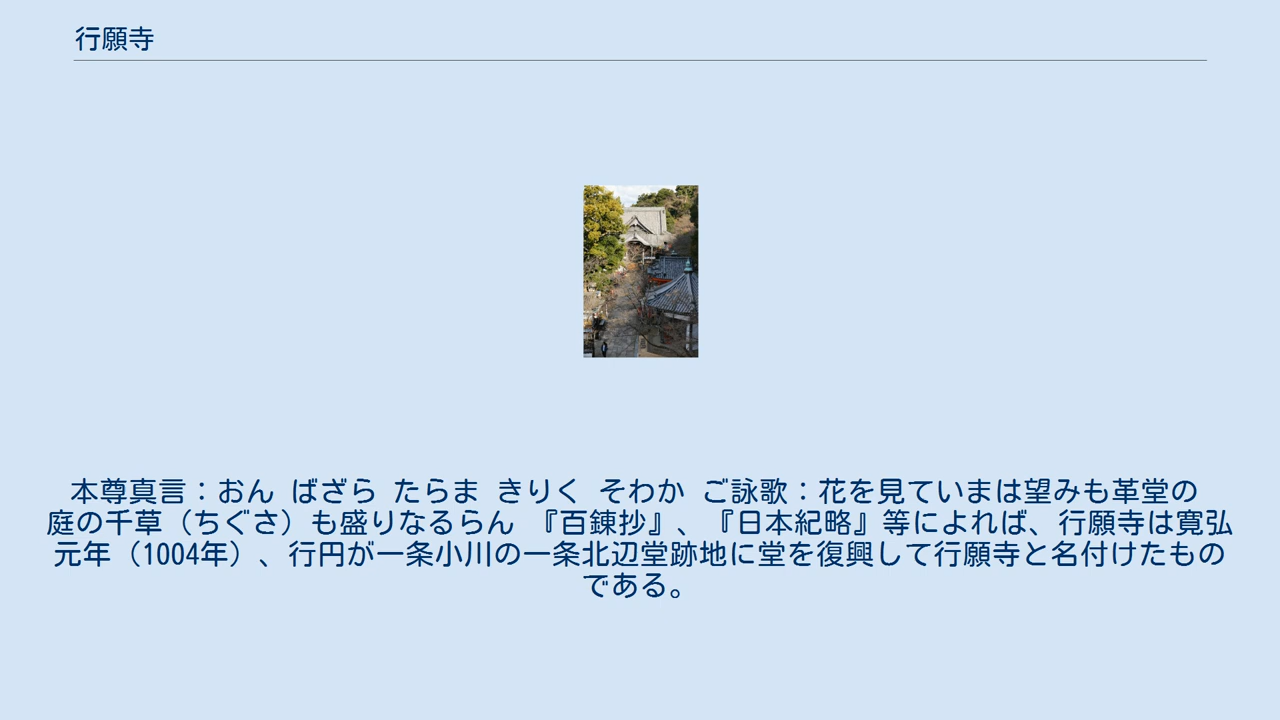 行願寺
本尊真言：おん ばざら たらま きりく そわか ご詠歌：花を見ていまは望みも革堂の
庭の千草（ちぐさ）も盛りなるらん 『百錬抄』、『日本紀略』等によれば、行願寺は寛弘
元年（1004年）、行円が一条小川の一条北辺堂跡地に堂を復興して行願寺と名付けたもの
である。